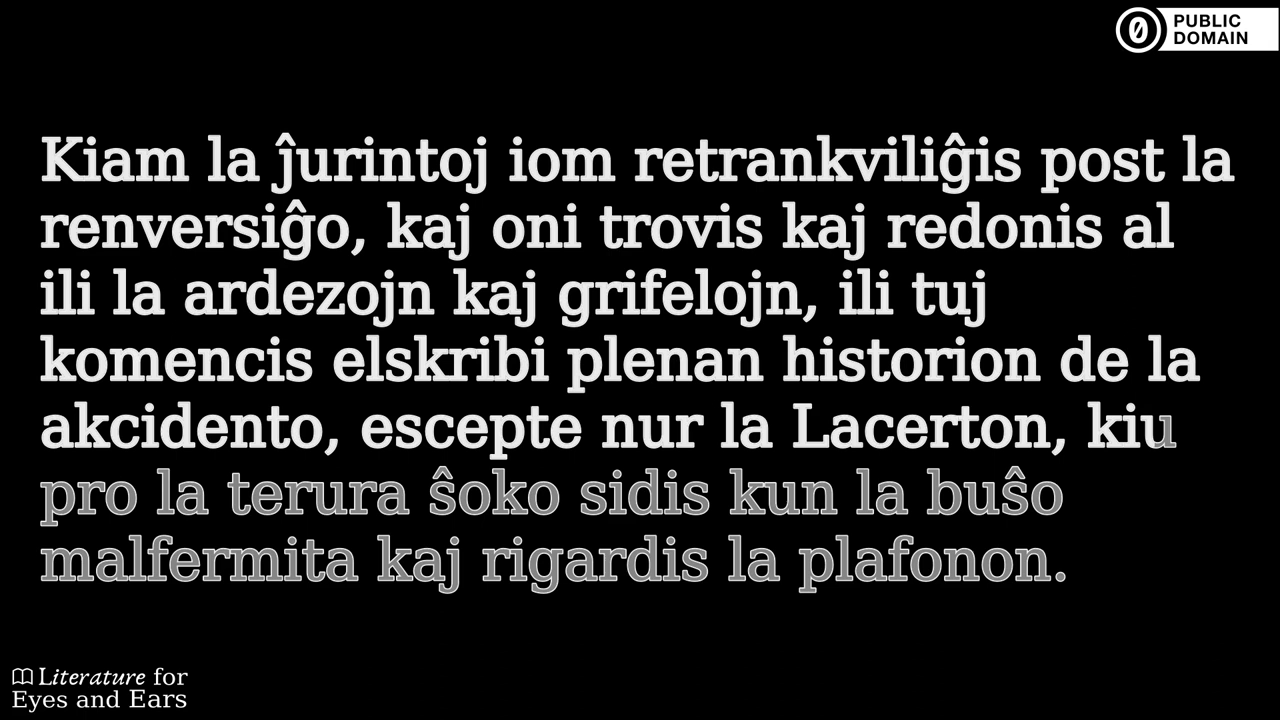 PUBLIC
DOMAIN
Kiam la ĵurintoj iom retrankviliĝis post la
renversiĝo, kaj oni trovis kaj redonis al
ili la ardezojn kaj grifelojn, ili tuj
komencis elskribi plenan historion de la
akcidento, escepte nur la Lacerton, kiu
pro la terura ŝoko sidis kun la buŝo
malfermita kaj rigardis la plafonon.
Literature for
Eyes and Ears